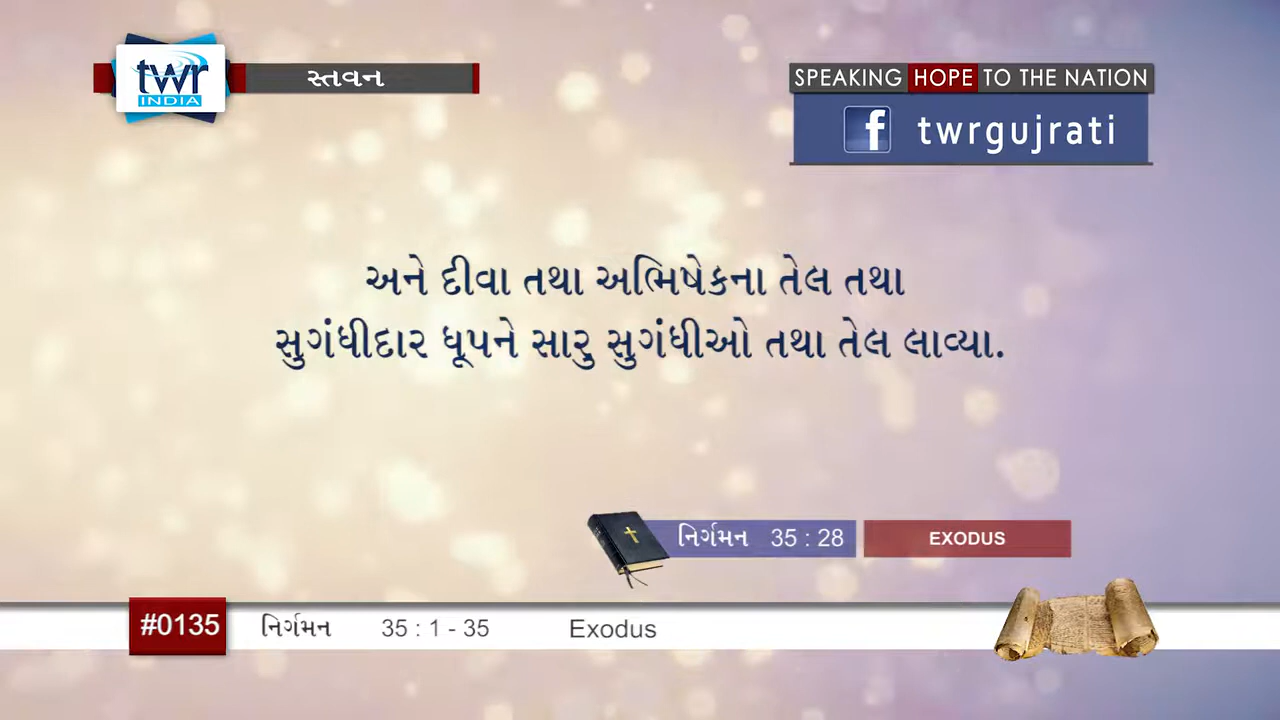 twr
INDIA
સ્તવન
SPEAKING HOPE TO THE NATION
f twrgujrati
અને દીવા તથા અભિષેકના તેલ તથા
સુગંધીદાર ધૂપને સારુ સુગંધીઓ તથા તેલ લાવ્યા.
નિર્ગમન 35 : 28 EXODUS
#0135 નિર્ગમન 35 : 1 - 35 Exodus